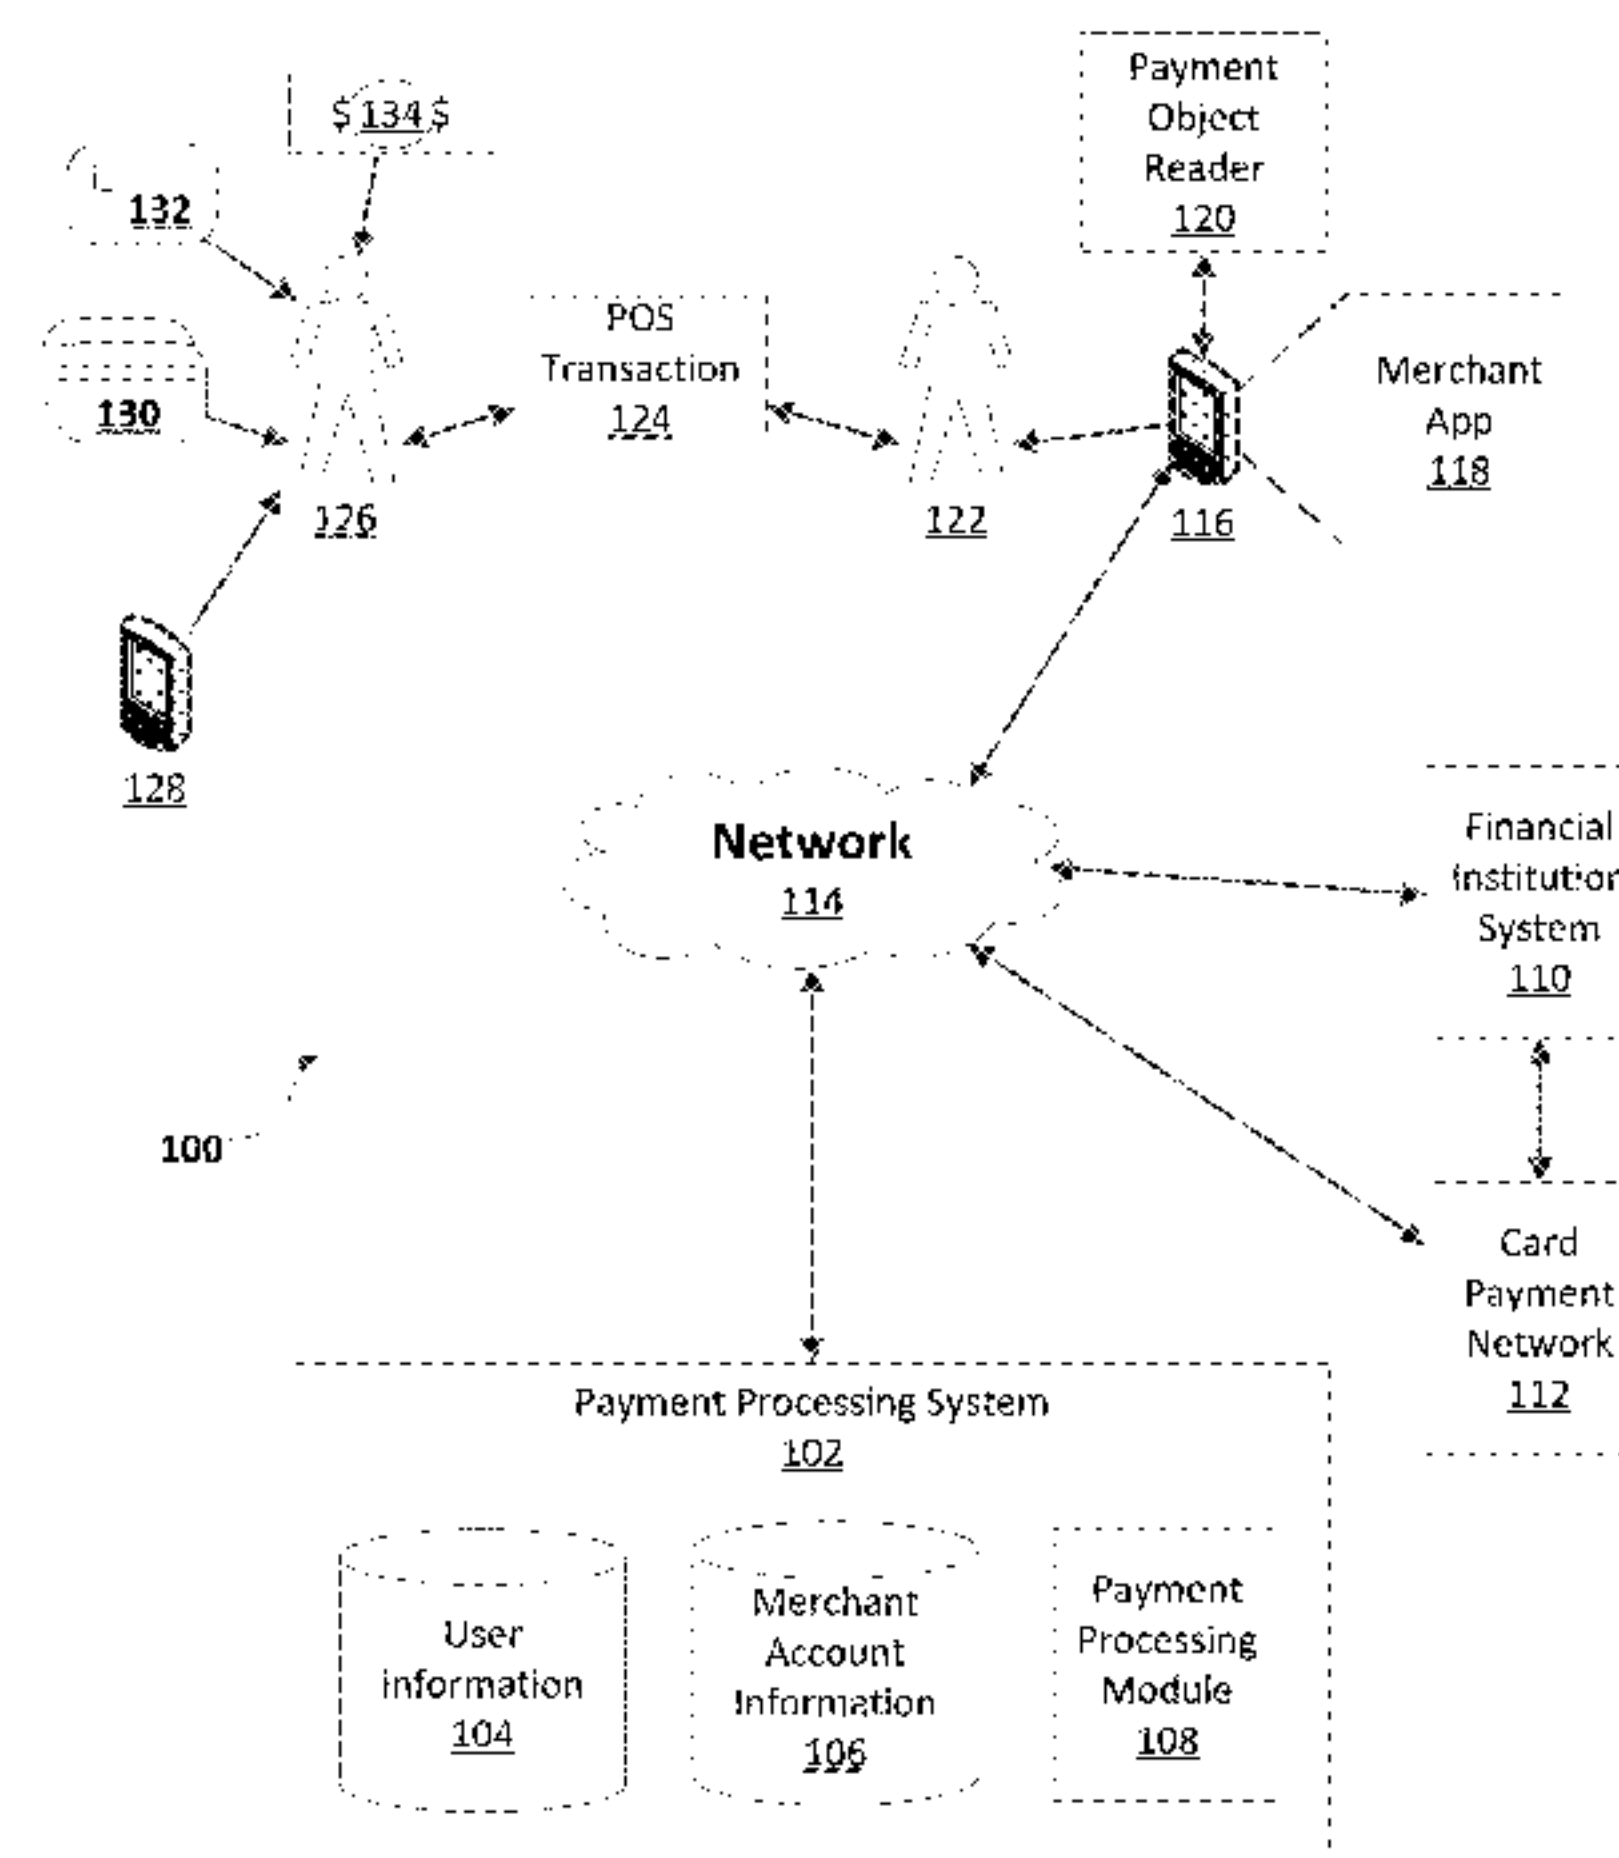 $ 134 $
132
130
126
128
POS
Transaction
124
122
Payment
Object
Reader
120
116
Merchant
App
118
Network
114
Financial
Institution
System
110
100
Card
Payment
Network
112
Payment Processing System
102
User
information
104
Merchant
Account
Information
106
Payment
Processing
Module
108